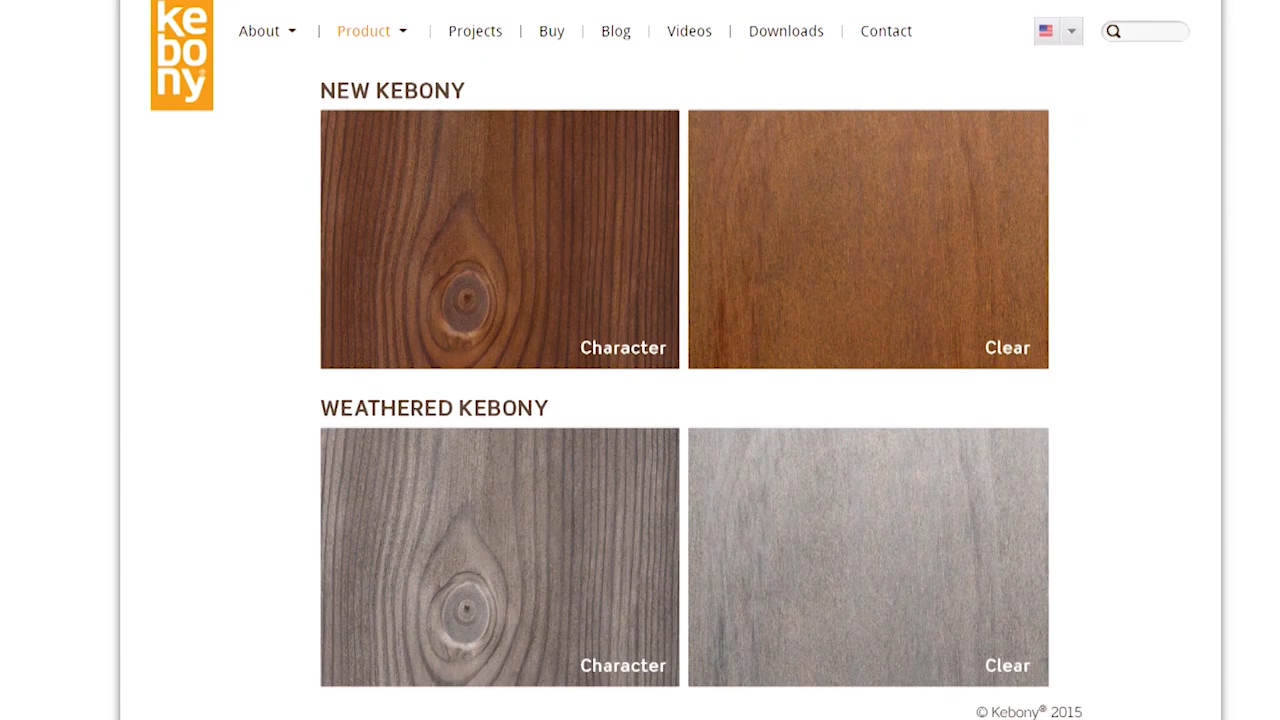 ke
bo
ny®
About | Product | Projects | Buy | Blog | Videos | Downloads | Contact
NEW KEBONY
Character
Clear
WEATHERED KEBONY
Character
Clear
© Kebony® 2015